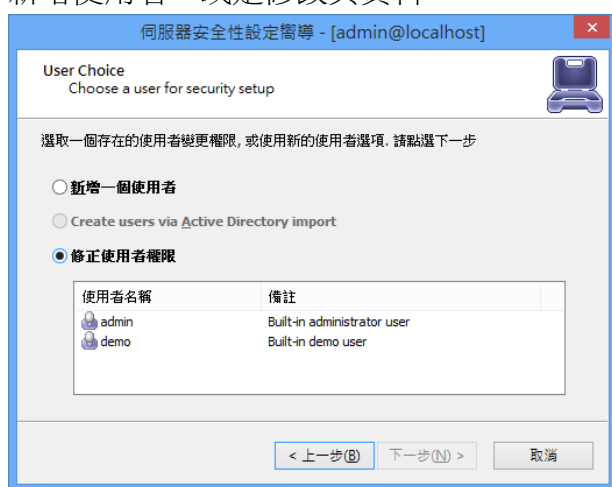 伺服器安全性設定嚮導 - [admin@localhost]
×
User Choice
Choose a user for security setup
選取一個存在的使用者變更權限, 或使用新的使用者選項. 請點選下一步
新增一個使用者
Create users via Active Directory import
修正使用者權限
使用者名稱 備註
admin Built-in administrator user
demo Built-in demo user
< 上一步(B) 下一步(N) > 取消